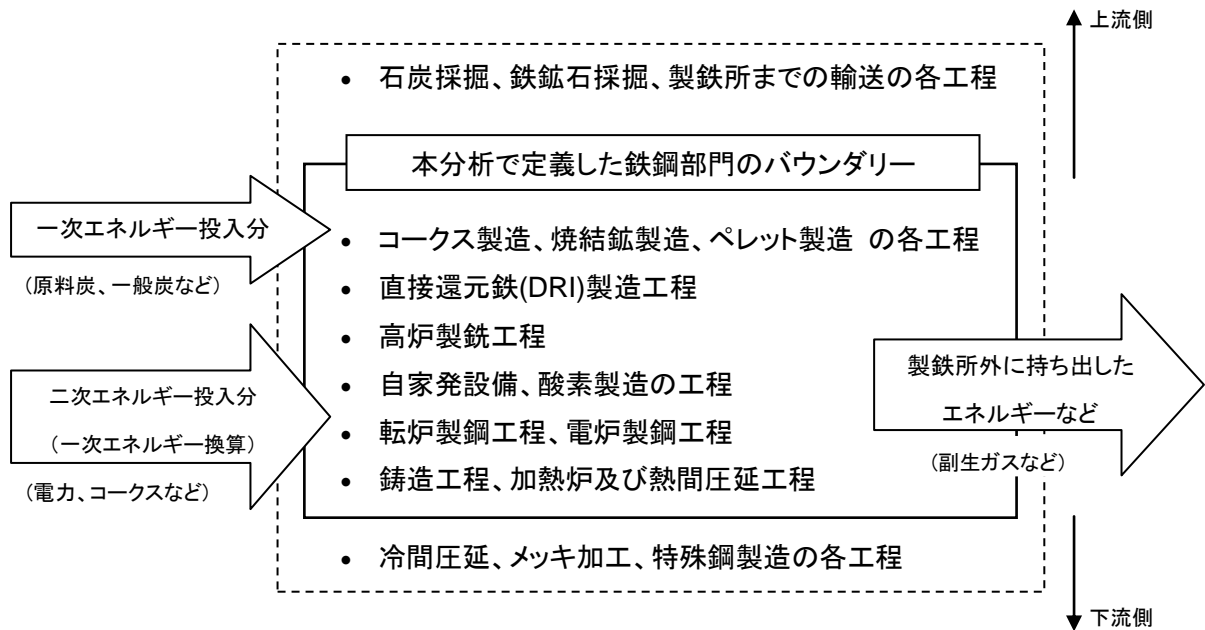 上流側
• 石炭採掘、鉄鉱石採掘、製鉄所までの輸送の各工程
本分析で定義した鉄鋼部門のバウンダリー
一次エネルギー投入分
（原料炭、一般炭など）
• コークス製造、焼結鉱製造、ペレット製造 の各工程
• 直接還元鉄(DRI)製造工程
• 高炉製銑工程
• 自家発設備、酸素製造の工程
• 転炉製鋼工程、電炉製鋼工程
• 鋳造工程、加熱炉及び熱間圧延工程
二次エネルギー投入分
（一次エネルギー換算）
（電力、コークスなど）
製鉄所外に持ち出した
エネルギーなど
（副生ガスなど）
• 冷間圧延、メッキ加工、特殊鋼製造の各工程
下流側